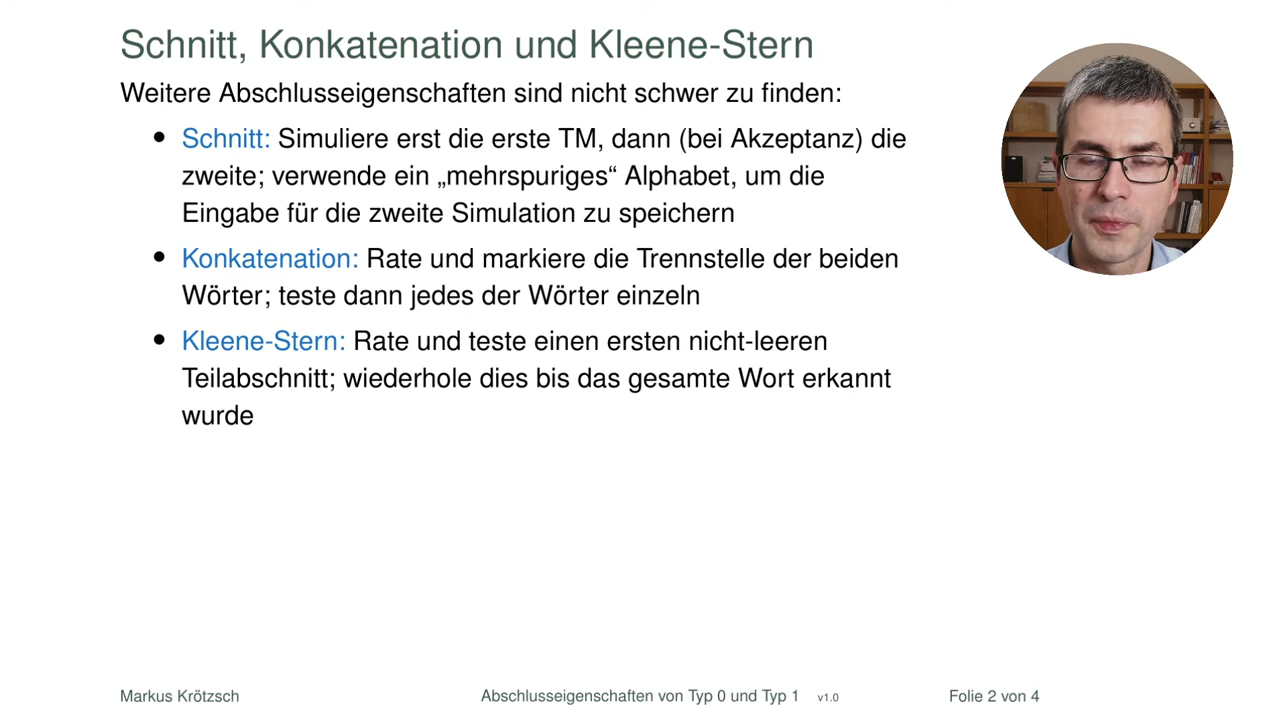 Schnitt, Konkatenation und Kleene-Stern
Weitere Abschlusseigenschaften sind nicht schwer zu finden:
• Schnitt: Simuliere erst die erste TM, dann (bei Akzeptanz) die
zweite; verwende ein „mehrspuriges“ Alphabet, um die
Eingabe für die zweite Simulation zu speichern
• Konkatenation: Rate und markiere die Trennstelle der beiden
Wörter; teste dann jedes der Wörter einzeln
• Kleene-Stern: Rate und teste einen ersten nicht-leeren
Teilabschnitt; wiederhole dies bis das gesamte Wort erkannt
wurde
Markus Krötzsch Abschlusseigenschaften von Typ 0 und Typ 1 v1.0 Folie 2 von 4